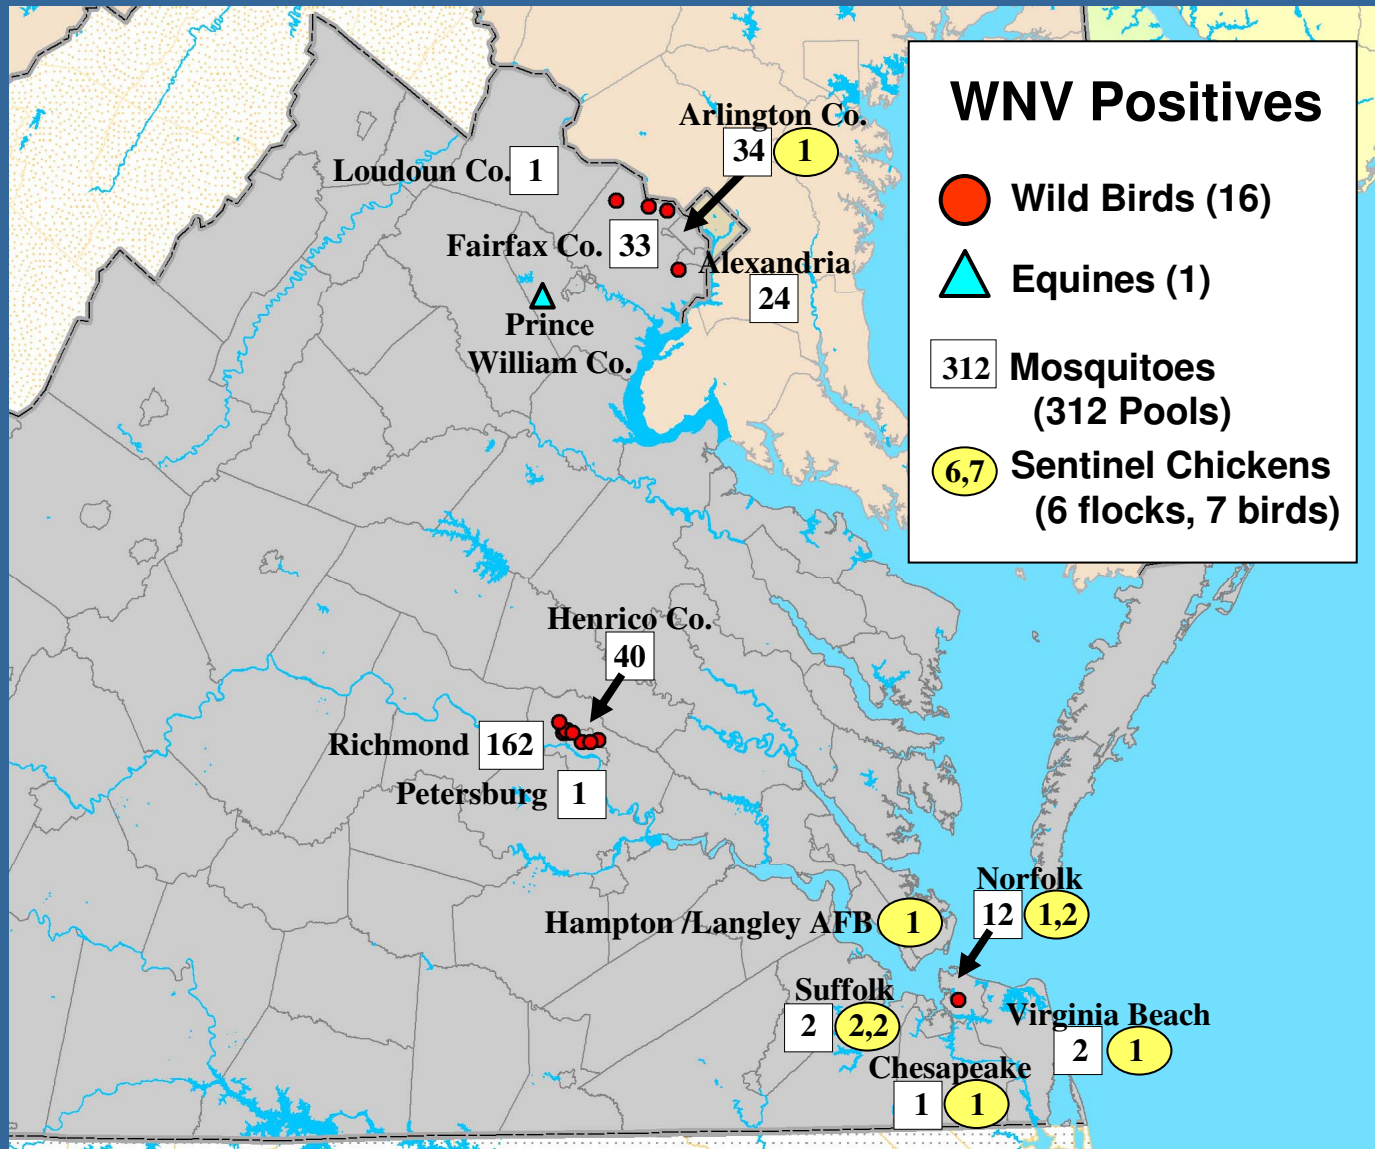 WNV Positives
Wild Birds (16)
Equines (1)
312 Mosquitoes
(312 Pools)
6,7 Sentinel Chickens
(6 flocks, 7 birds)
Arlington Co.
34 1
Loudoun Co. 1
Fairfax Co. 33
Alexandria
24
Prince
William Co.
Henrico Co.
40
Richmond 162
Petersburg 1
Norfolk
12 1,2
Hampton /Langley AFB 1
Suffolk
2 2,2
Virginia Beach
2 1
Chesapeake
1 1